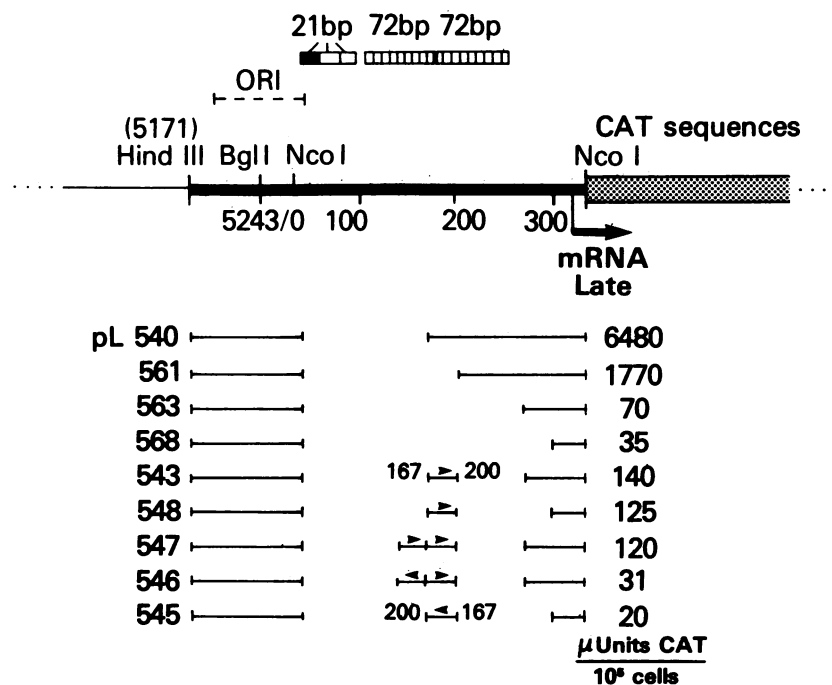 21bp 72bp 72bp
ORI
(5171)
CAT sequences
Hind III BglI NcoI
Nco I
5243/0 100 200 300
mRNA
Late
pL 540 6480
561 1770
563 70
568 35
543 167 200 140
548 125
547 120
546 31
545 200 167 20
μUnits CAT
10⁵ cells